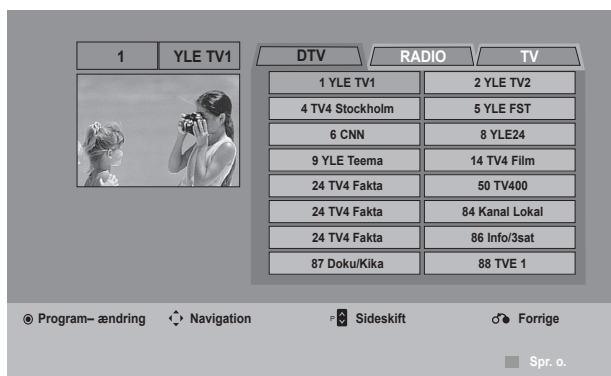 1 YLE TV1
DTV RADIO TV
1 YLE TV1 2 YLE TV2
4 TV4 Stockholm 5 YLE FST
6 CNN 8 YLE24
9 YLE Teema 14 TV4 Film
24 TV4 Fakta 50 TV400
24 TV4 Fakta 84 Kanal Lokal
24 TV4 Fakta 86 Info/3sat
87 Doku/Kika 88 TVE 1
Program– ændring Navigation P Sideskift Forrige
Spr. o.